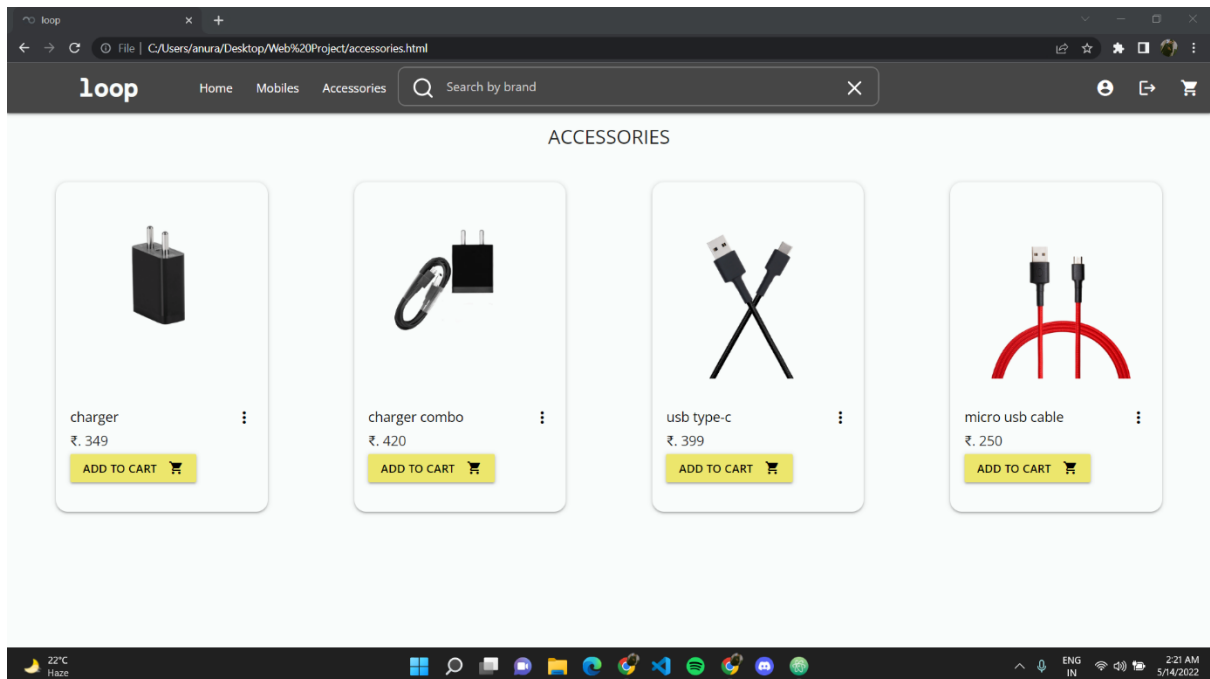 loop
File | C:/Users/anura/Desktop/Web%20Project/accessories.html
loop Home Mobiles Accessories Search by brand
ACCESSORIES
charger charger combo usb type-c micro usb cable
₹. 349 ₹. 420 ₹. 399 ₹. 250
ADD TO CART ADD TO CART ADD TO CART ADD TO CART
22°C ENG 2:21 AM
Haze IN 5/14/2022